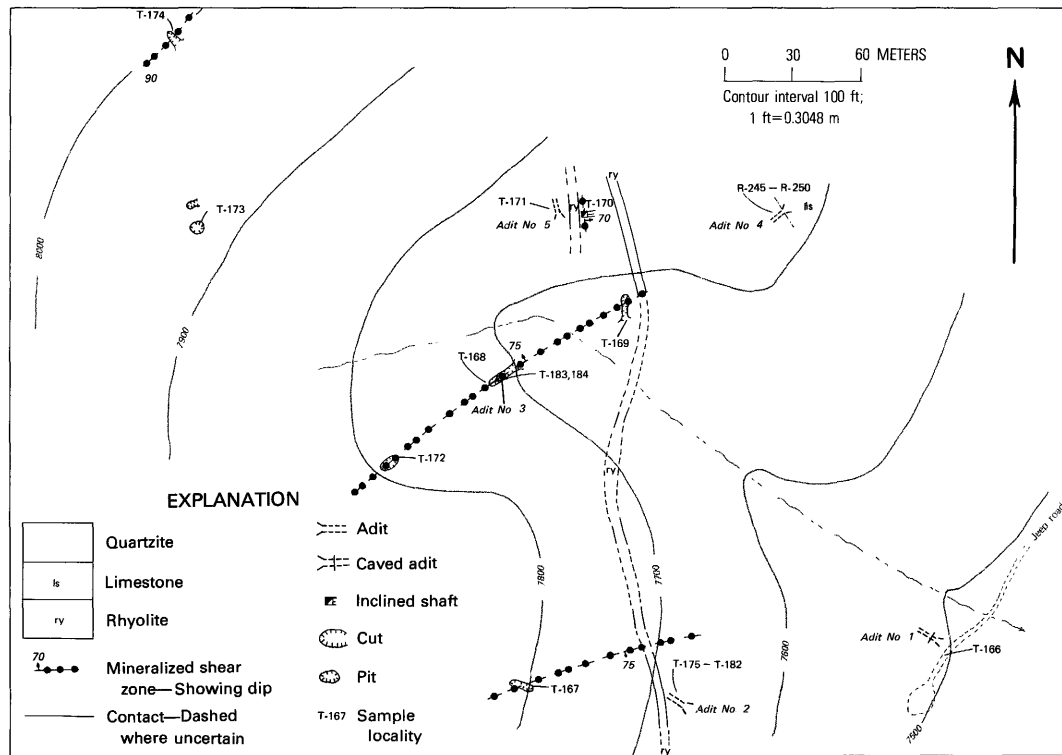 T-174
90
0 30 60 METERS
Contour interval 100 ft;
1 ft=0.3048 m
N
ry
R-245 – R-250
ls
Adit No 4
T-171
ry
T-170
70
Adit No 5
T-173
8000
7900
75
T-169
T-168
T-183,184
Adit No 3
T-172
ry
EXPLANATION
Quartzite
ls Limestone
ry Rhyolite
70 Mineralized shear
zone—Showing dip
Contact—Dashed
where uncertain
Adit
Caved adit
Inclined shaft
Cut
Pit
T-167 Sample
locality
7800
7700
7600
7500
Jeep road
Adit No 1
T-166
75
T-175 – T-182
T-167
Adit No 2
ry